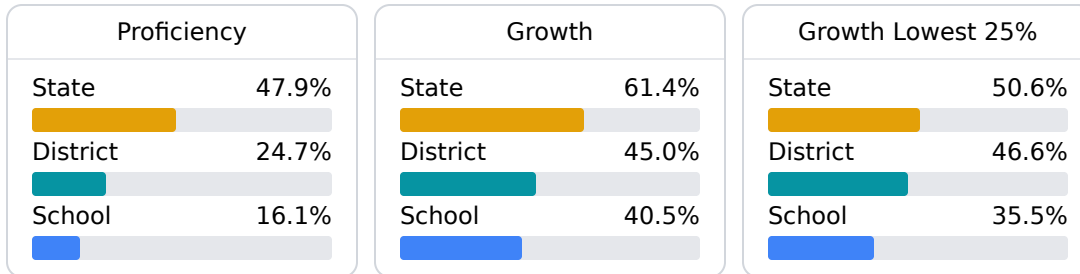 Proficiency
State 47.9%
District 24.7%
School 16.1%
Growth
State 61.4%
District 45.0%
School 40.5%
Growth Lowest 25%
State 50.6%
District 46.6%
School 35.5%